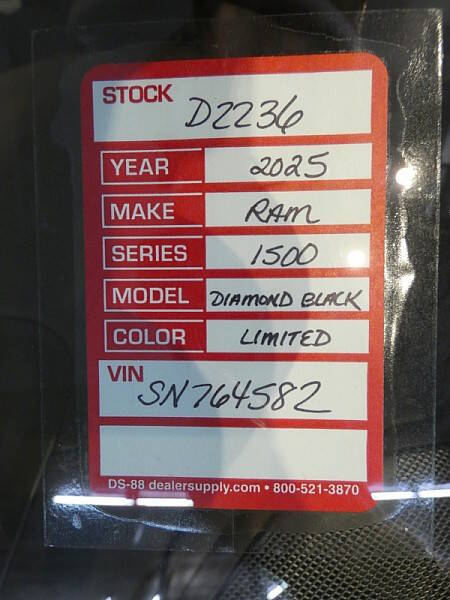 STOCK D2236
YEAR 2025
MAKE RAM
SERIES 1500
MODEL DIAMOND BLACK
COLOR LIMITED
VIN SN764582
DS-88 dealersupply.com • 800-521-3870